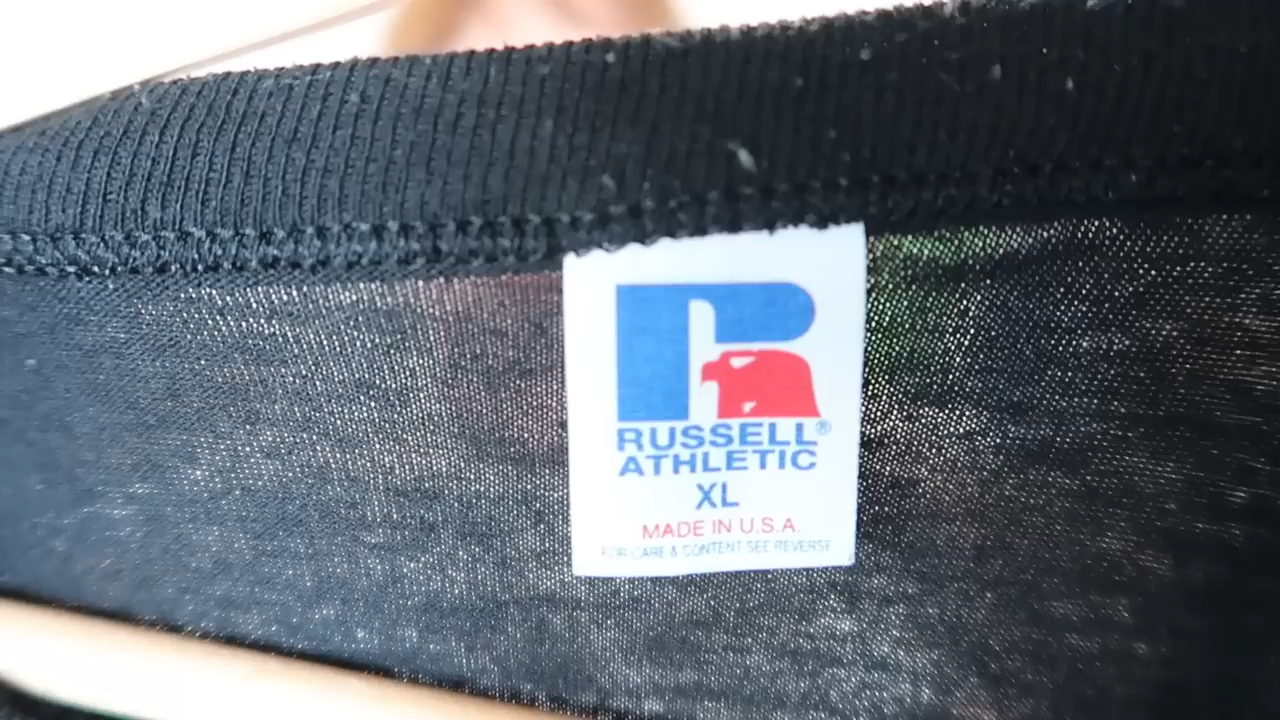 RUSSELL®
ATHLETIC
XL
MADE IN U.S.A.
FOR CARE & CONTENT SEE REVERSE